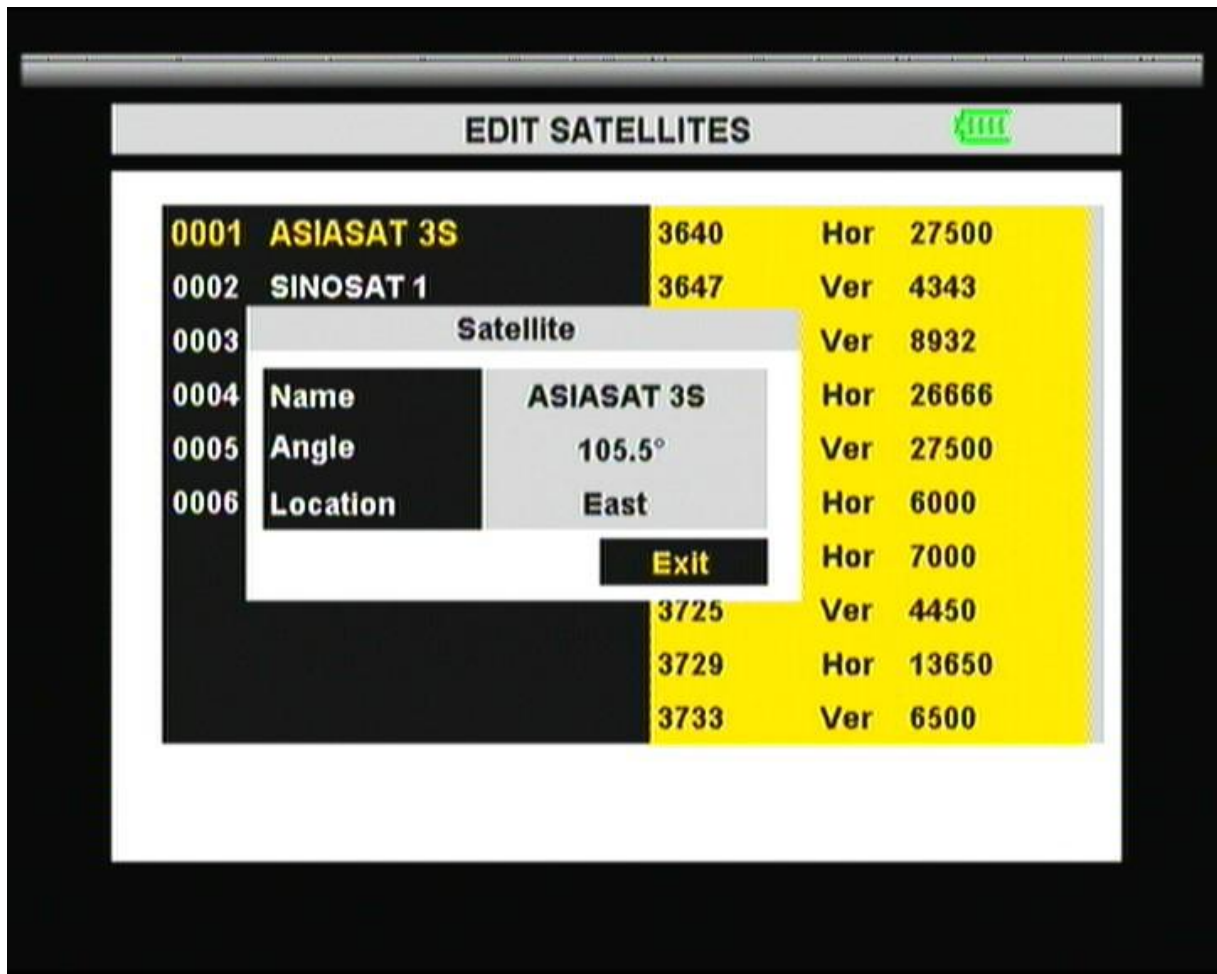 EDIT SATELLITES
0001 ASIASAT 3S 3640 Hor 27500
0002 SINOSAT 1 3647 Ver 4343
Satellite
0003 Ver 8932
0004 Name ASIASAT 3S Hor 26666
0005 Angle 105.5° Ver 27500
0006 Location East Hor 6000
Exit Hor 7000
3725 Ver 4450
3729 Hor 13650
3733 Ver 6500